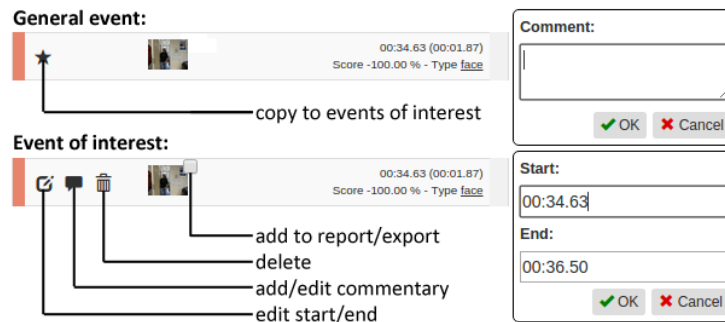 General event:
00:34.63 (00:01.87)
Score -100.00 % - Type face
copy to events of interest
Event of interest:
00:34.63 (00:01.87)
Score -100.00 % - Type face
add to report/export
delete
add/edit commentary
edit start/end
Comment:
OK Cancel
Start:
00:34.63
End:
00:36.50
OK Cancel